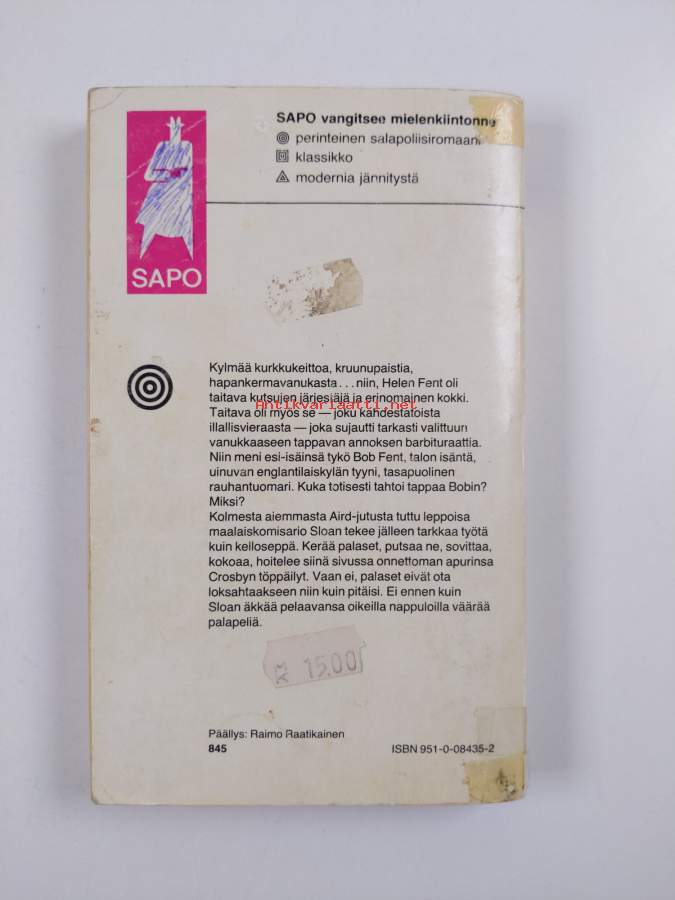 SAPO vangitsee mielenkiintonne
perinteinen salapoliisiromaani
klassikko
modernia jännitystä
SAPO
Kylmää kurkkukeittoa, kruunupaistia,
hapankermavanukasta...niin, Helen Fent oli
taitava kutsujen järjestäjä ja erinomainen kokki.
Antikvariaatti.net
Taitava oli myös se — joku kahdestatoista
illallisvieraasta — joka sujautti tarkasti valittuun
vanukkaaseen tappavan annoksen barbituraattia.
Niin meni esi-isäinsä tykö Bob Fent, talon isäntä,
uinuvan englantilaiskylän tyyni, tasapuolinen
rauhantuomari. Kuka totisesti tahtoi tappaa Bobin?
Miksi?
Kolmesta aiemmasta Aird-jutusta tuttu leppoisa
maalaiskomisario Sloan tekee jälleen tarkkaa työtä
kuin kelloseppä. Kerää palaset, putsaa ne, sovittaa,
kokoaa, hoitelee siinä sivussa onnettoman apurinsa
Crosbyn töppäilyt. Vaan ei, palaset eivät ota
loksahtaakseen niin kuin pitäisi. Ei ennen kuin
Sloan äkkää pelaavansa oikeilla nappuloilla väärää
palapeliä.
15.00
Päällys: Raimo Raatikainen
845 ISBN 951-0-08435-2